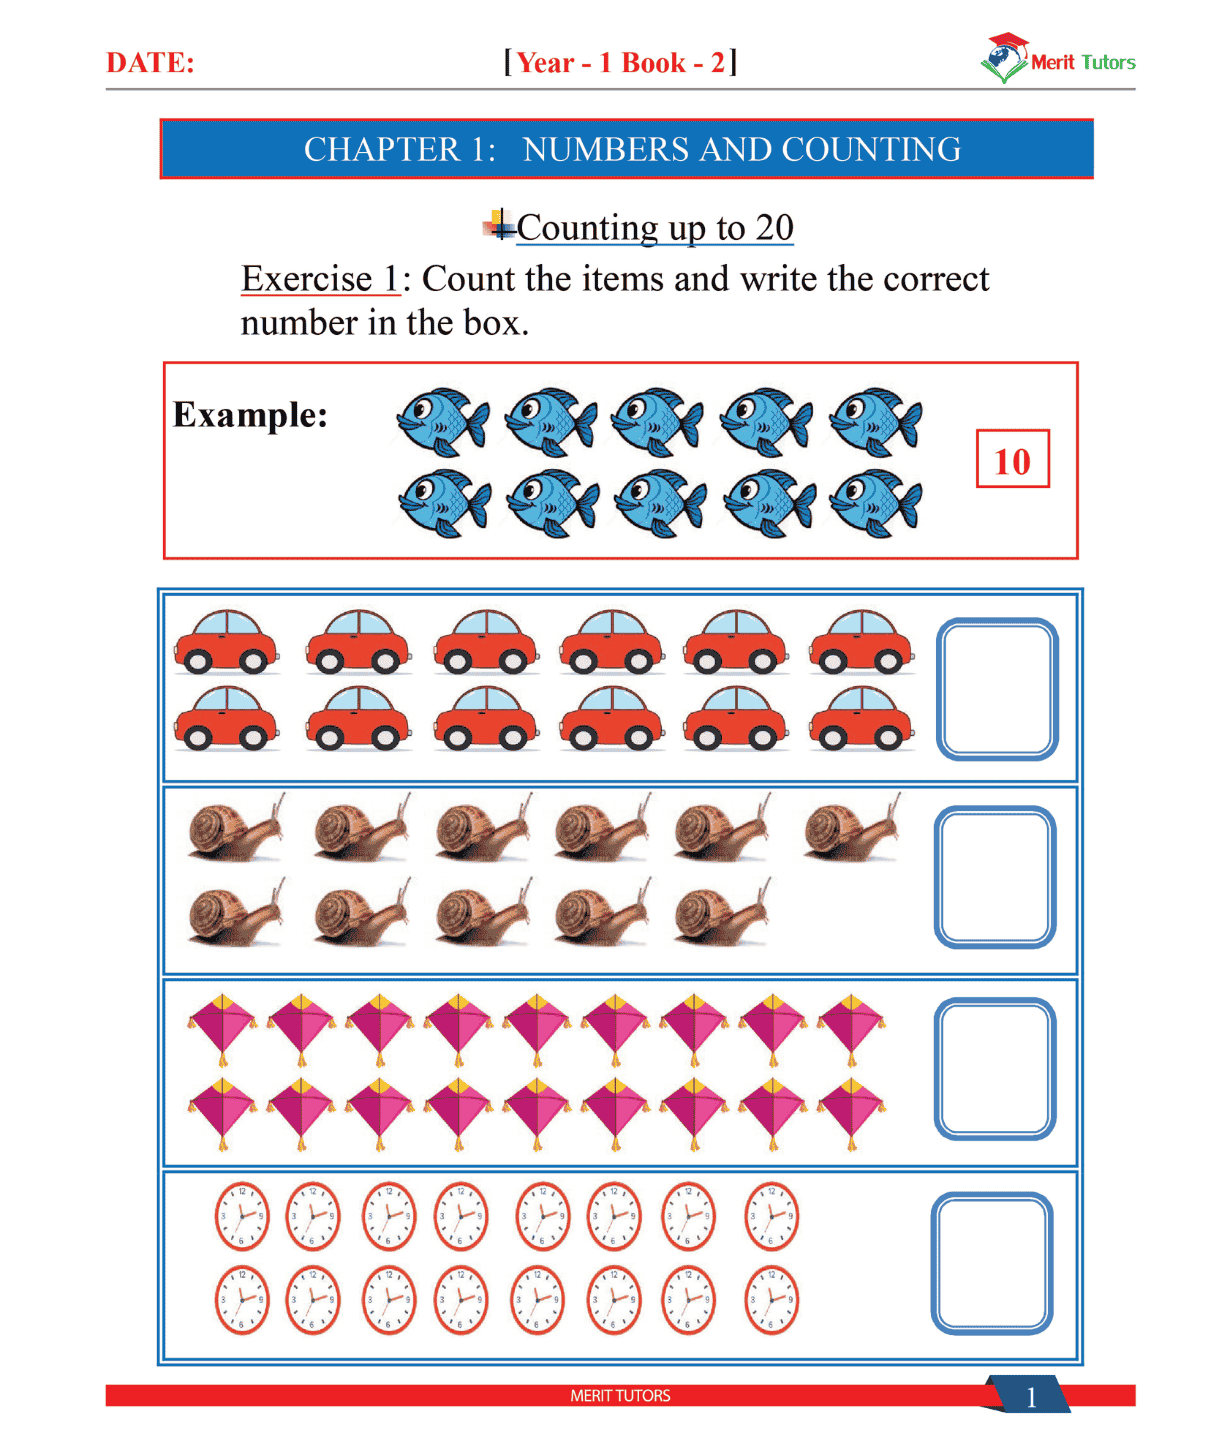 DATE:
[Year - 1 Book - 2]
Merit Tutors
CHAPTER 1: NUMBERS AND COUNTING
Counting up to 20
Exercise 1: Count the items and write the correct
number in the box.
Example:
10
MERIT TUTORS
1